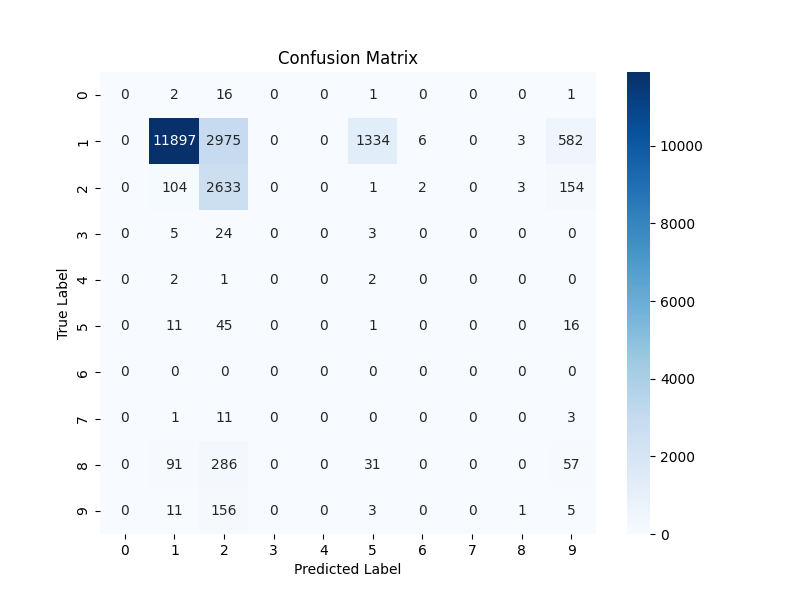 Confusion Matrix
0 0 2 16 0 0 1 0 0 0 1
1 0 11897 2975 0 0 1334 6 0 3 582
2 0 104 2633 0 0 1 2 0 3 154
3 0 5 24 0 0 3 0 0 0 0
4 0 2 1 0 0 2 0 0 0 0
5 0 11 45 0 0 1 0 0 0 16
6 0 0 0 0 0 0 0 0 0 0
7 0 1 11 0 0 0 0 0 0 3
8 0 91 286 0 0 31 0 0 0 57
9 0 11 156 0 0 3 0 0 1 5
0 1 2 3 4 5 6 7 8 9
Predicted Label
True Label
10000
8000
6000
4000
2000
0